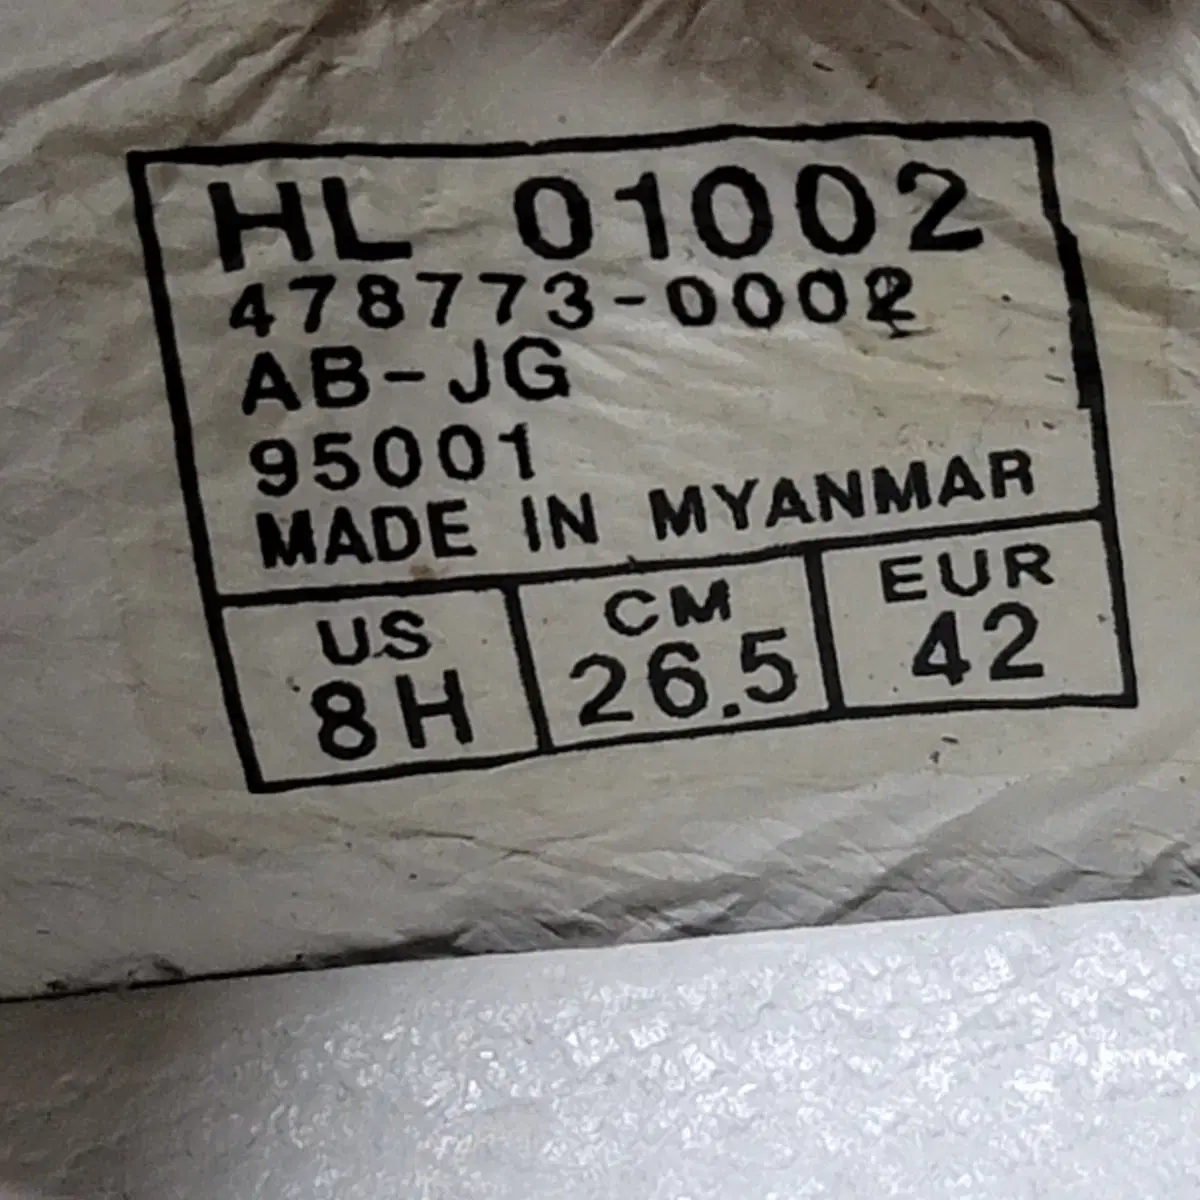 HL 01002
478773-0002
AB-JG
95001
MADE IN MYANMAR
US CM EUR
8H 26.5 42